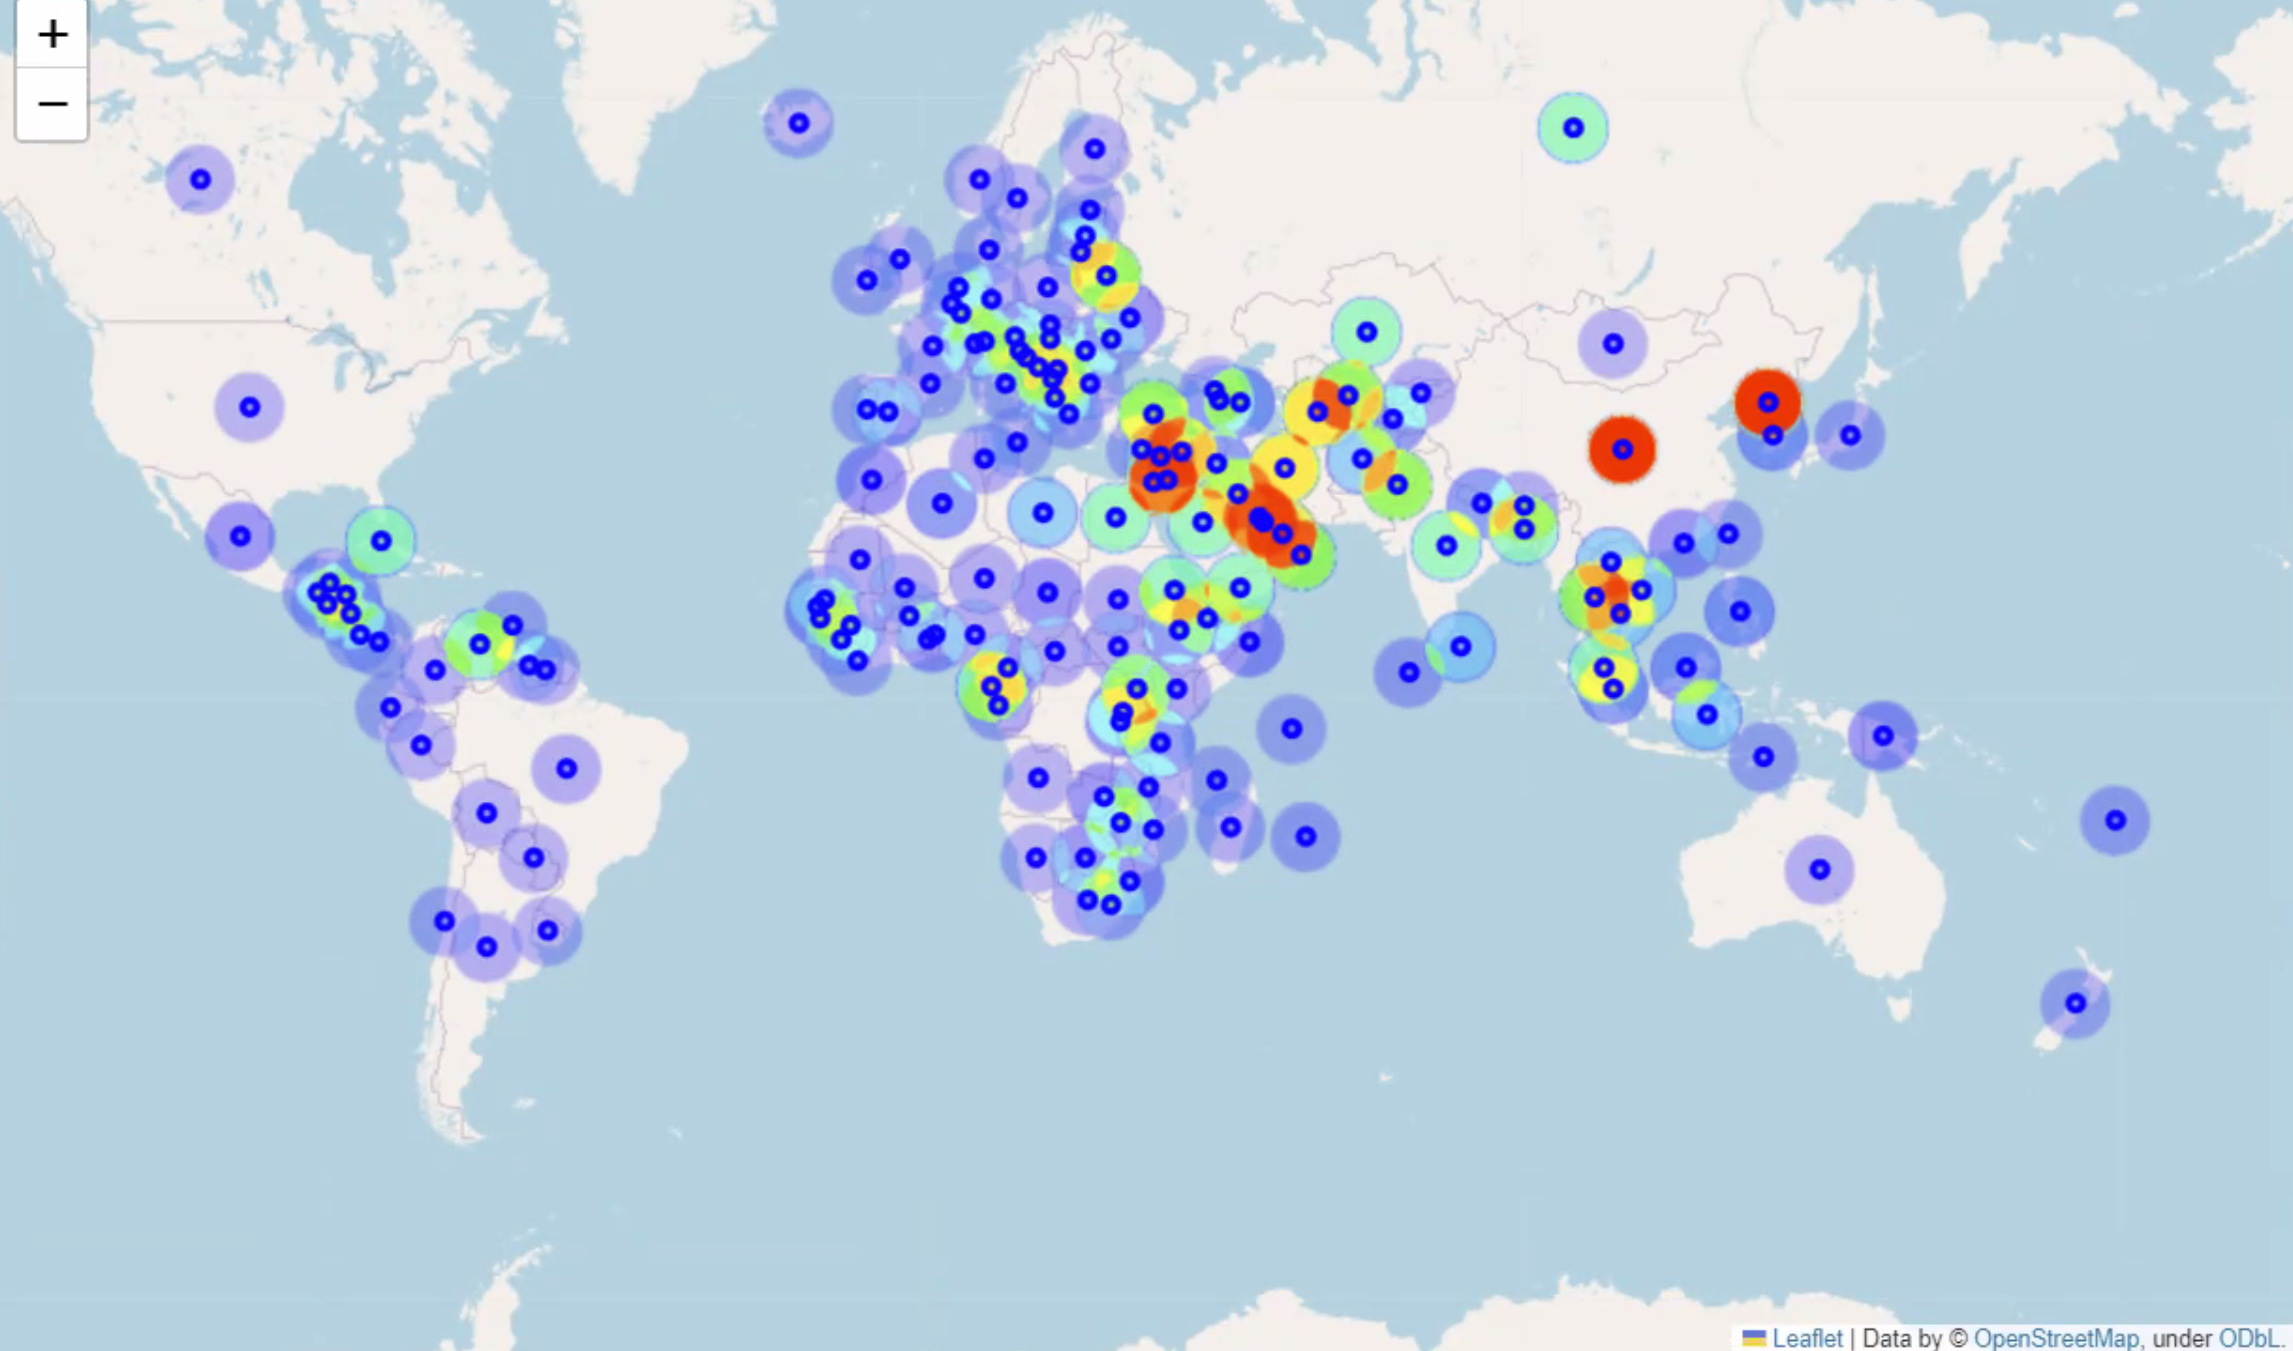 +
−
Leaflet | Data by © OpenStreetMap, under ODbL.